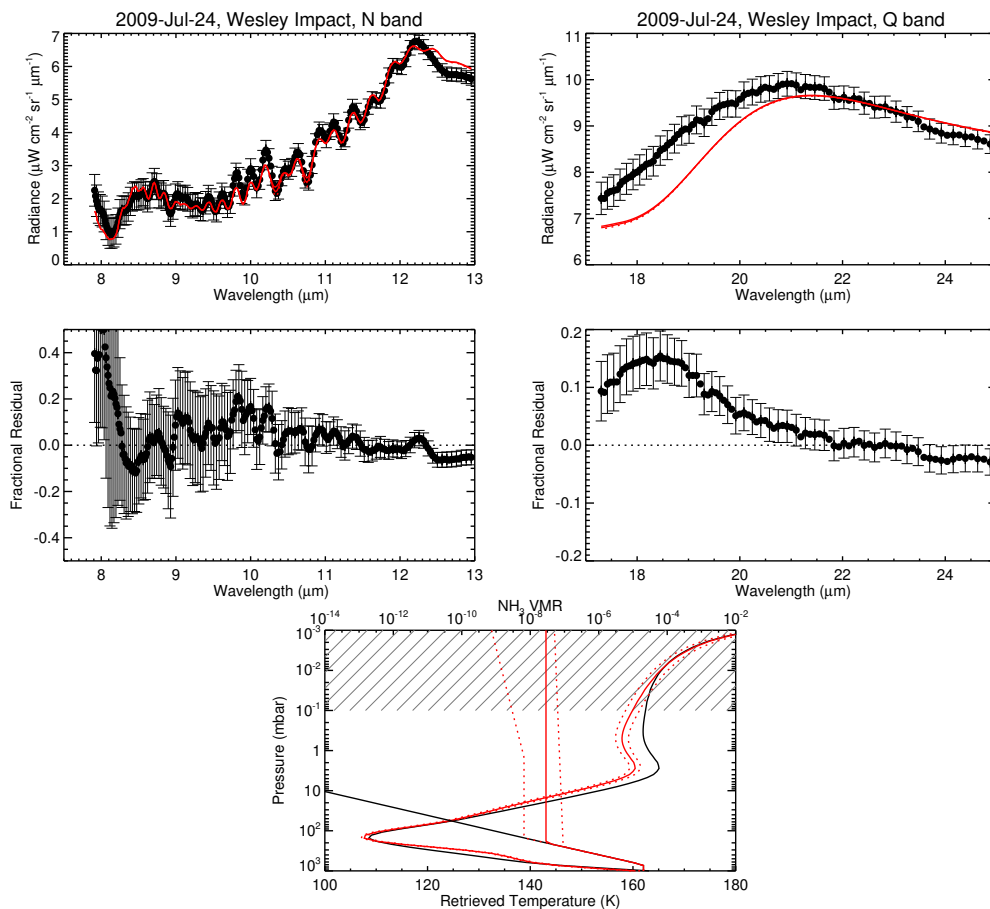 2009-Jul-24, Wesley Impact, N band
7
6
5
4
3
2
1
0
Radiance (μW cm⁻² sr⁻¹ μm⁻¹)
8 9 10 11 12 13
Wavelength (μm)
2009-Jul-24, Wesley Impact, Q band
11
10
9
8
7
6
Radiance (μW cm⁻² sr⁻¹ μm⁻¹)
18 20 22 24
Wavelength (μm)
0.4
0.2
0.0
-0.2
-0.4
Fractional Residual
8 9 10 11 12 13
Wavelength (μm)
0.2
0.1
0.0
-0.1
-0.2
Fractional Residual
18 20 22 24
Wavelength (μm)
NH₃ VMR
10⁻¹⁴ 10⁻¹² 10⁻¹⁰ 10⁻⁸ 10⁻⁶ 10⁻⁴ 10⁻²
10⁻³
10⁻²
10⁻¹
1
10
10²
10³
Pressure (mbar)
100 120 140 160 180
Retrieved Temperature (K)